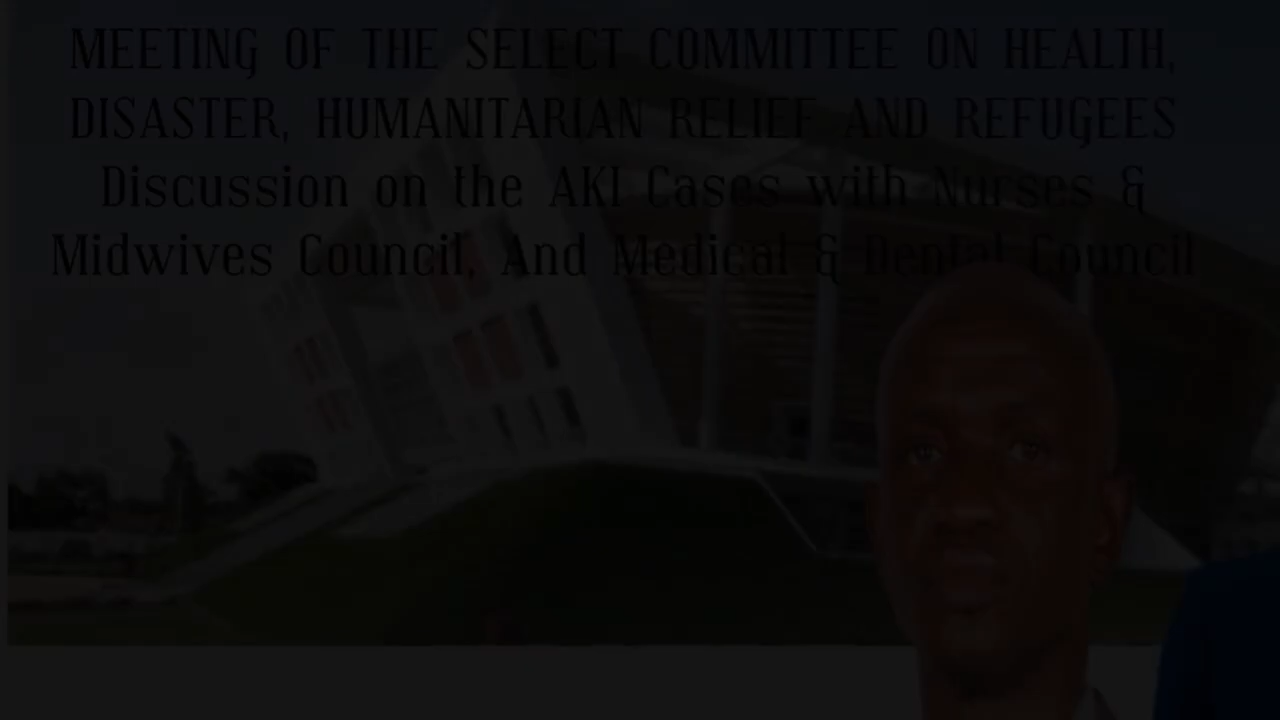 MEETING OF THE SELECT COMMITTEE ON HEALTH,
DISASTER, HUMANITARIAN RELIEF AND REFUGEES
Discussion on the AKI Cases with Nurses &
Midwives Council, And Medical & Dental Council